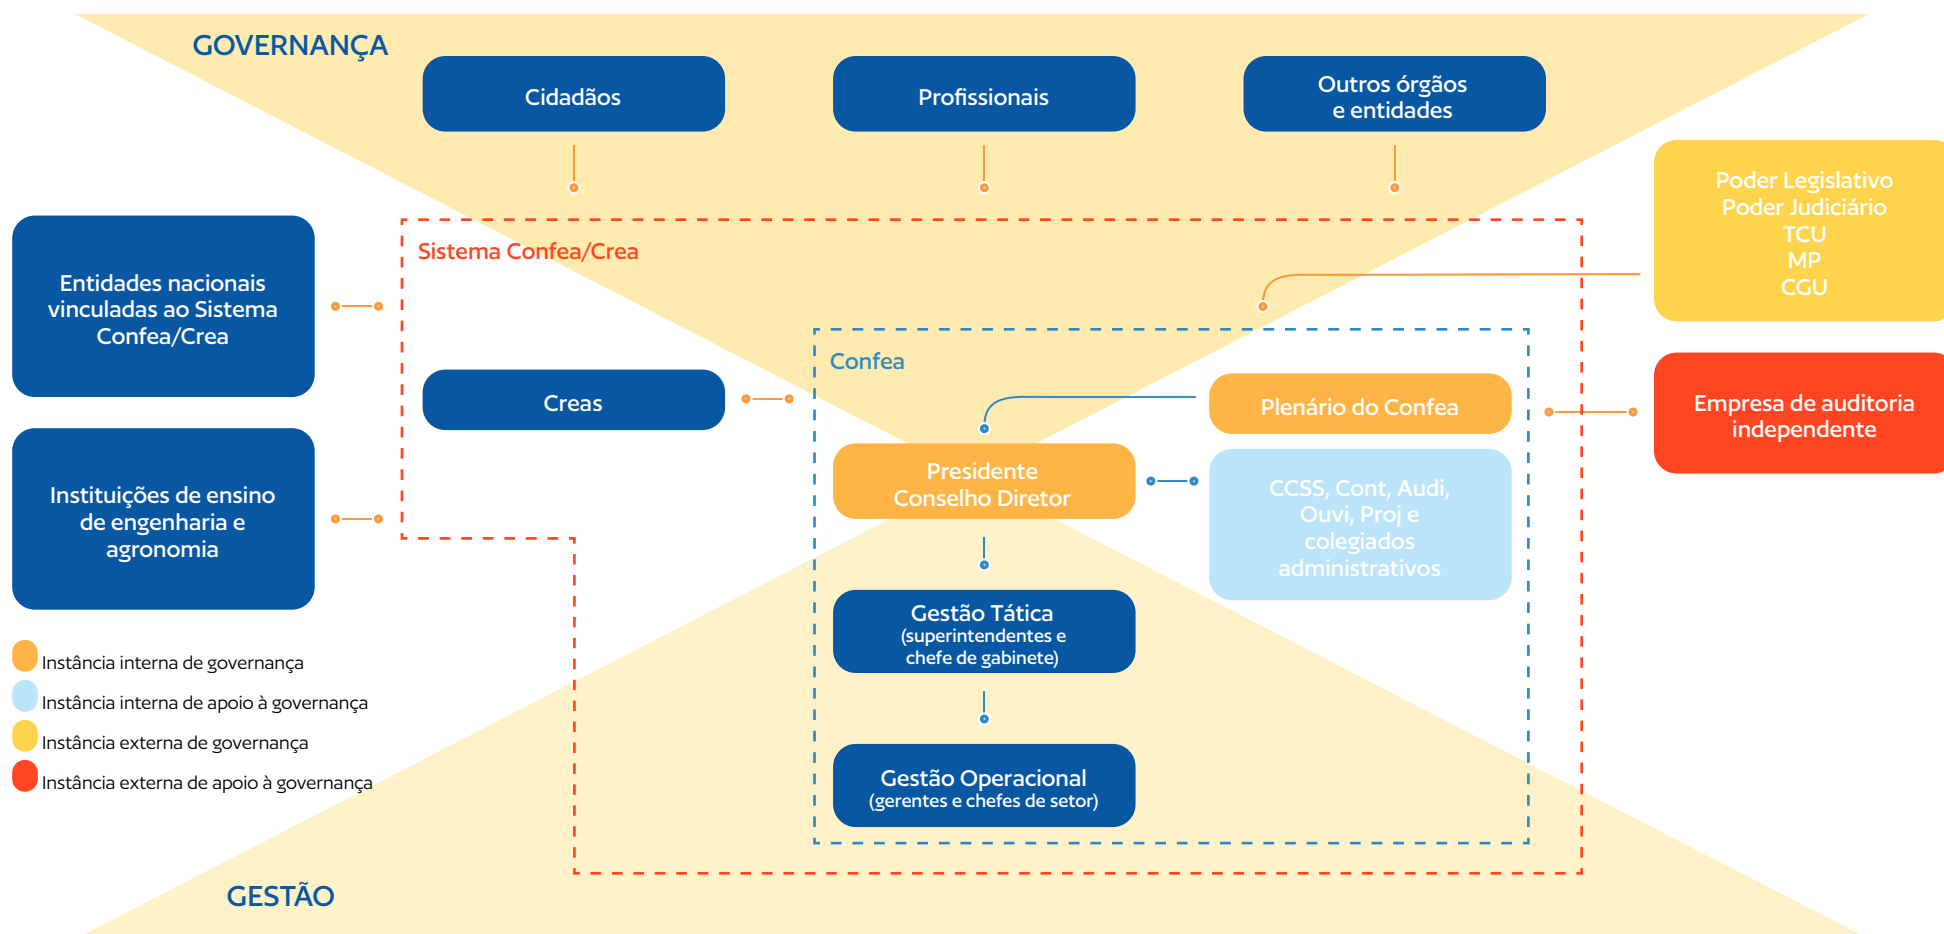 GOVERNANÇA
Cidadãos
Profissionais
Outros órgãos
e entidades
Poder Legislativo
Poder Judiciário
TCU
MP
CGU
Entidades nacionais
vinculadas ao Sistema
Confea/Crea
Sistema Confea/Crea
Confea
Creas
Plenário do Confea
Empresa de auditoria
independente
Presidente
Conselho Diretor
CCSS, Cont, Audi,
Ouvi, Proj e
colegiados
administrativos
Instituições de ensino
de engenharia e
agronomia
Gestão Tática
(superintendentes e
chefe de gabinete)
Instância interna de governança
Instância interna de apoio à governança
Instância externa de governança
Instância externa de apoio à governança
Gestão Operacional
(gerentes e chefes de setor)
GESTÃO